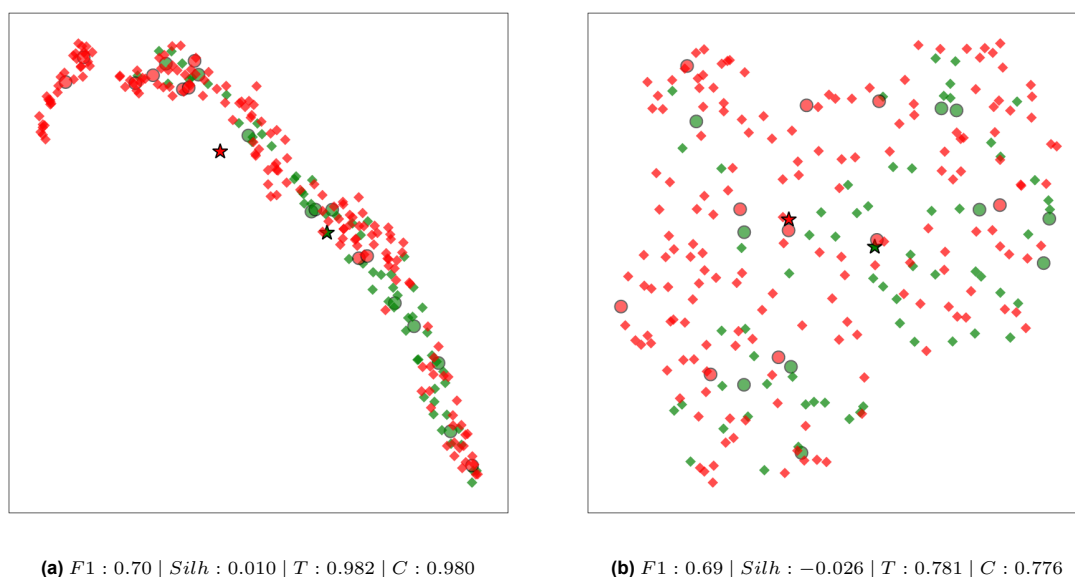 (a) F1 : 0.70 | Silh : 0.010 | T : 0.982 | C : 0.980
(b) F1 : 0.69 | Silh : −0.026 | T : 0.781 | C : 0.776